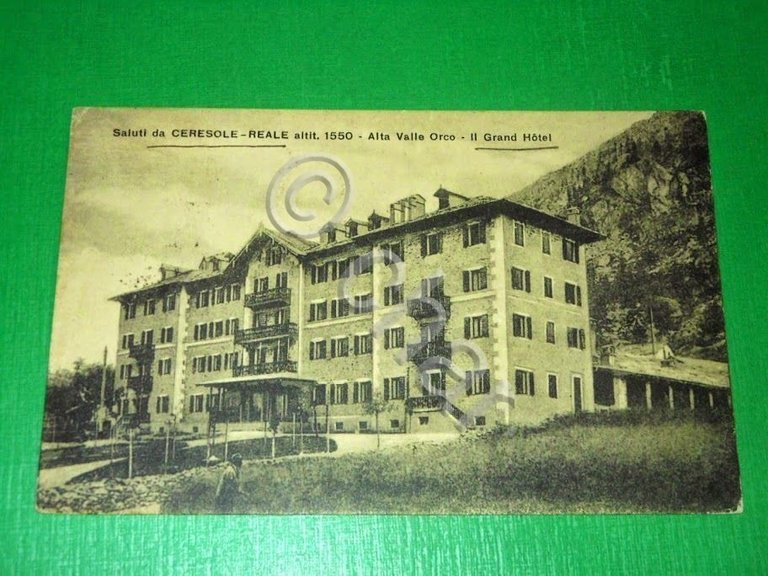 Saluti da CERESOLE-REALE altit. 1550 - Alta Valle Orco - Il Grand Hôtel
©